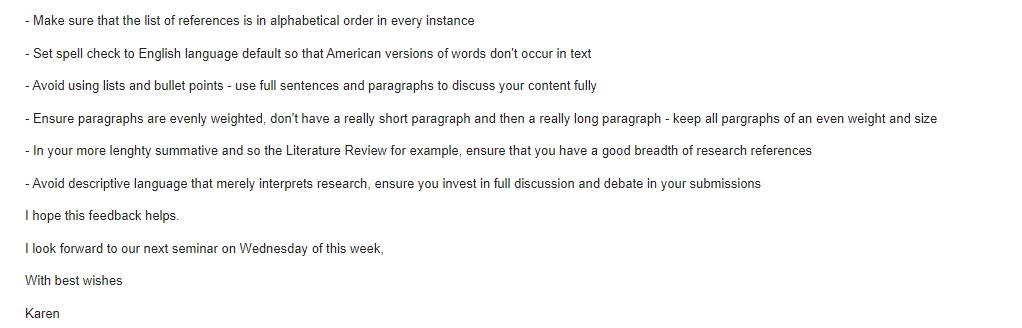 - Make sure that the list of references is in alphabetical order in every instance
- Set spell check to English language default so that American versions of words don't occur in text
- Avoid using lists and bullet points - use full sentences and paragraphs to discuss your content fully
- Ensure paragraphs are evenly weighted, don't have a really short paragraph and then a really long paragraph - keep all pargraphs of an even weight and size
- In your more lenghty summative and so the Literature Review for example, ensure that you have a good breadth of research references
- Avoid descriptive language that merely interprets research, ensure you invest in full discussion and debate in your submissions
I hope this feedback helps.
I look forward to our next seminar on Wednesday of this week,
With best wishes
Karen